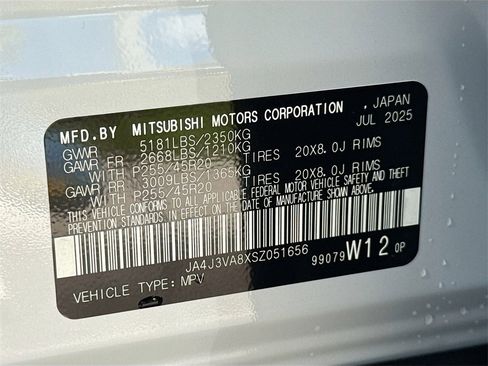 MFD.BY MITSUBISHI MOTORS CORPORATION, JAPAN
GVWR 5181LBS/2350KG JUL 2025
GAWR FR 2668LBS/1210KG TIRES 20X8.0J RIMS
WITH P255/45R20
GAWR RR 3009LBS/1365KG TIRES 20X8.0J RIMS
WITH P255/45R20
THIS VEHICLE CONFORMS TO ALL APPLICABLE FEDERAL MOTOR VEHICLE
SAFETY STANDARDS IN EFFECT ON THE DATE OF MANUFACTURE SHOWN ABOVE.
JA4J3VA8XSZ051656
99079 W12 0P
VEHICLE TYPE: MPV